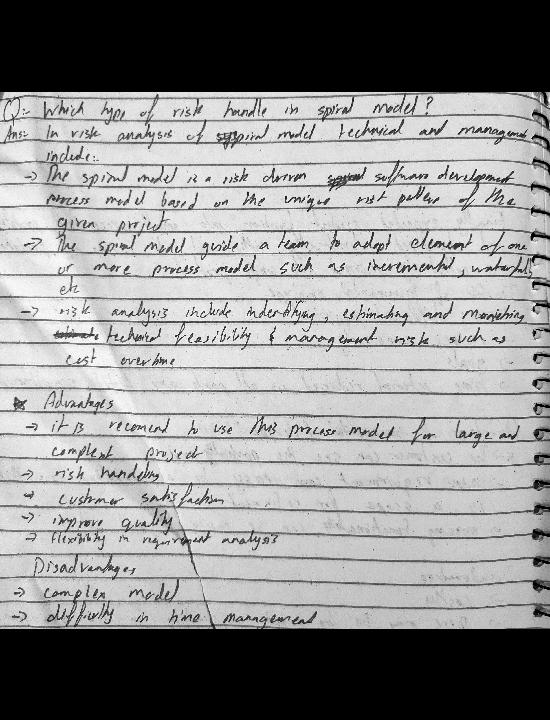 Q:- Which type of risk handle in spiral model?
Ans:- In risk analysis of spiral model technical and management
include:-
→ The spiral model is a risk driven software development
process model based on the unique risk pattern of the
given project
→ The spiral model guide a team to adopt element of one
or more process model such as incremental, waterfall,
etc
→ risk analysis include indentifying, estimating and monitering
technical feasibility & management risk such as
cost overtime
* Advantages
→ it is recomend to use this process model for large and
complext project
→ risk handeling
→ customer satisfaction
→ improve quality
→ flexibility in requirement analysis
Disadvantages
→ complex model
→ difficulty in time management